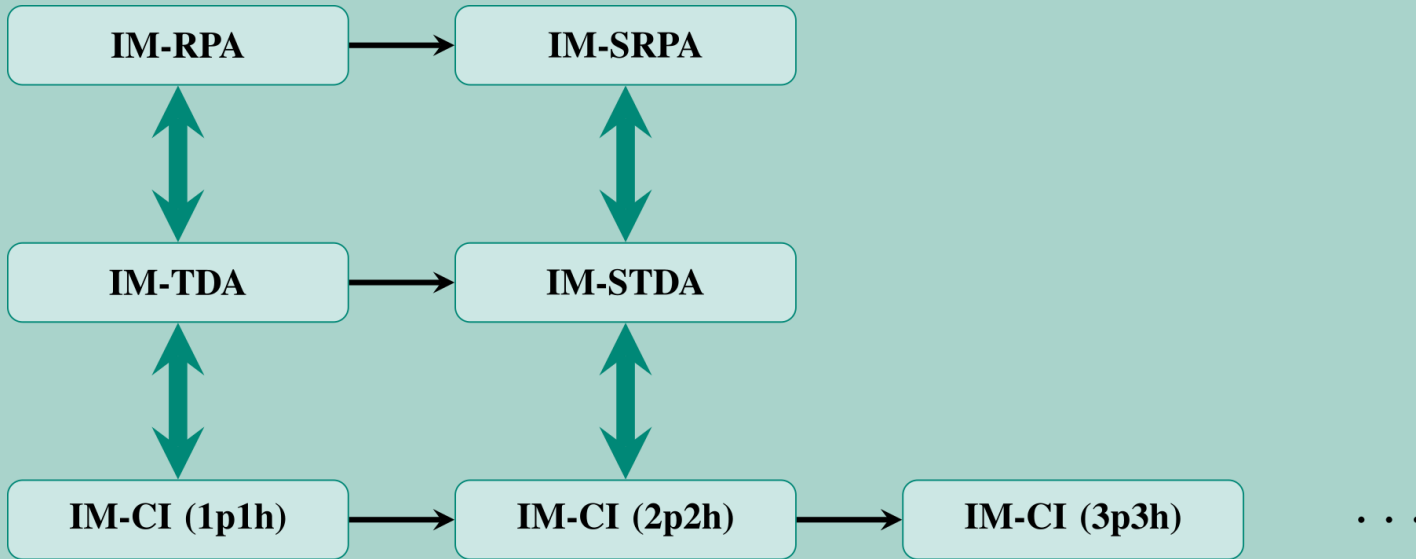 IM-RPA IM-SRPA
IM-TDA IM-STDA
IM-CI (1p1h) IM-CI (2p2h) IM-CI (3p3h) . . .